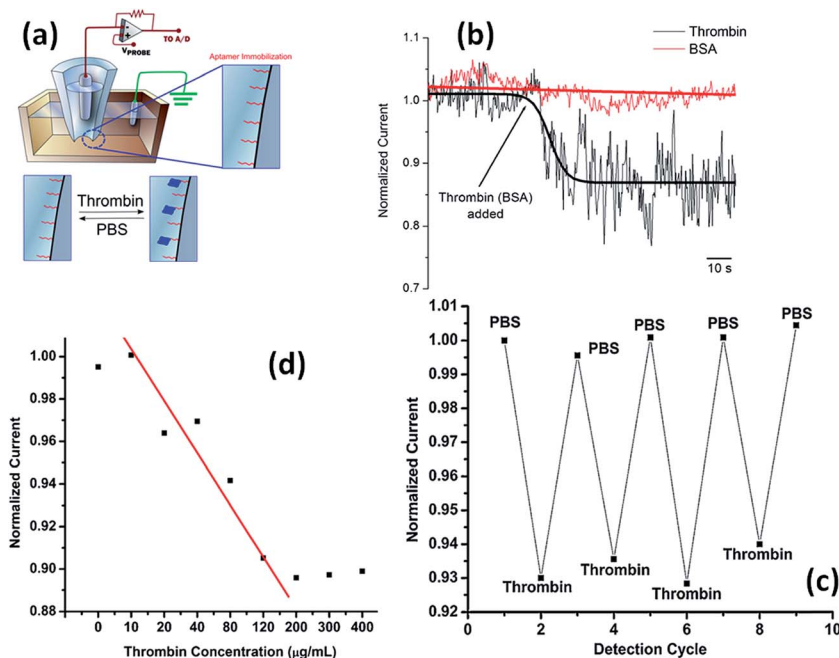 (a)
TO A/D
VPROBE
Aptamer Immobilization
Thrombin
PBS
(b)
Thrombin
BSA
1.1
1.0
0.9
0.8
0.7
Normalized Current
Thrombin (BSA)
added
10 s
(d)
1.00
0.96
0.94
0.92
0.90
0.88
Normalized Current
0
10
20
40
80
120
200
300
400
Thrombin Concentration (µg/mL)
1.01
1.00
0.99
0.98
0.97
0.96
0.95
0.94
0.93
0.92
Normalized Current
PBS
PBS
PBS
PBS
PBS
Thrombin
Thrombin
Thrombin
Thrombin
(c)
0
2
4
6
8
10
Detection Cycle